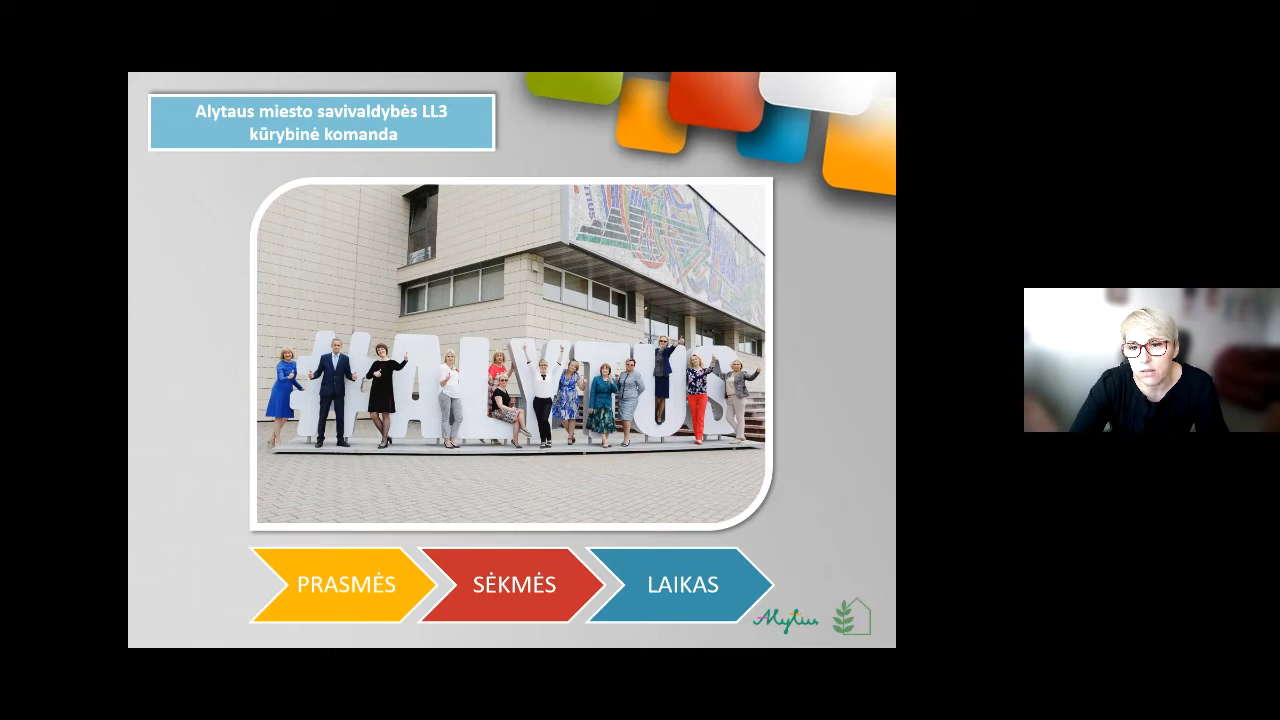 Alytaus miesto savivaldybės LL3
kūrybinė komanda
#ALYTUS
PRASMĖS
SĖKMĖS
LAIKAS
Alytus